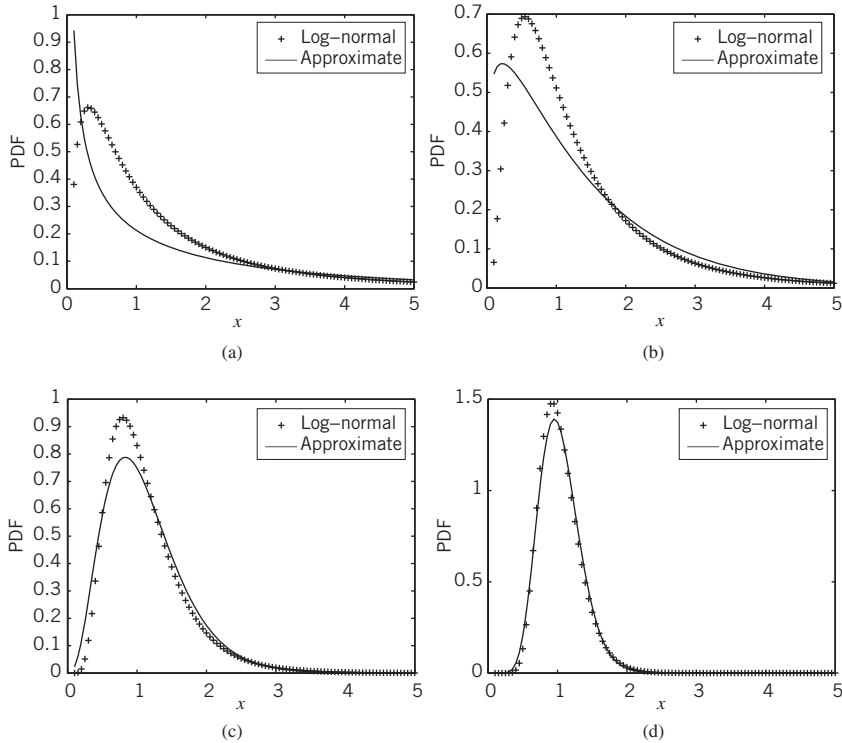 1
0.9
0.8
0.7
0.6
0.5
0.4
0.3
0.2
0.1
0
PDF
Log–normal
Approximate
0 1 2 3 4 5
x
(a)
0.7
0.6
0.5
0.4
0.3
0.2
0.1
0
PDF
Log–normal
Approximate
0 1 2 3 4 5
x
(b)
1
0.9
0.8
0.7
0.6
0.5
0.4
0.3
0.2
0.1
0
PDF
Log–normal
Approximate
0 1 2 3 4 5
x
(c)
1.5
1
0.5
0
PDF
Log–normal
Approximate
0 1 2 3 4 5
x
(d)